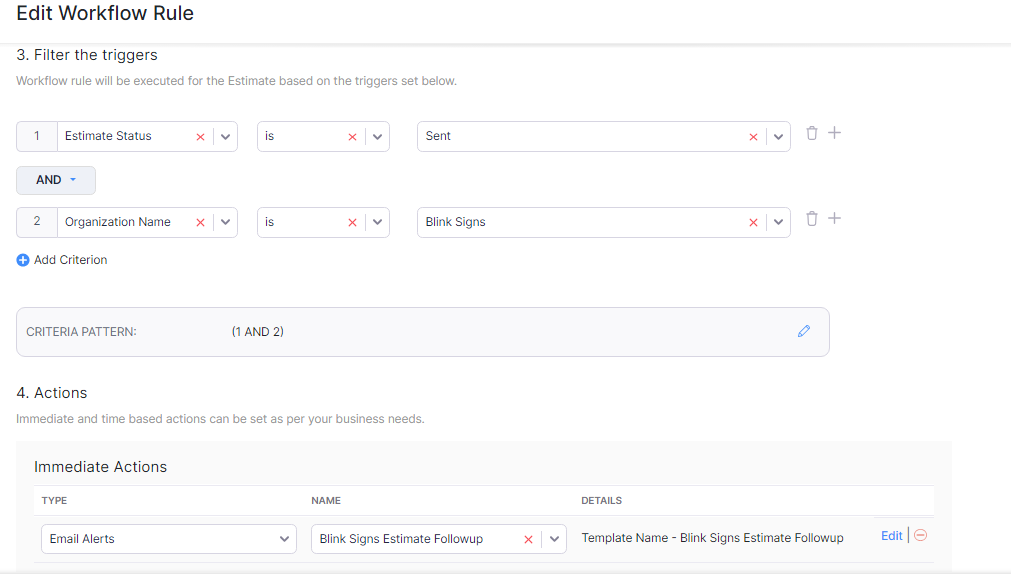 Edit Workflow Rule
3. Filter the triggers
Workflow rule will be executed for the Estimate based on the triggers set below.
1 Estimate Status is Sent
AND
2 Organization Name is Blink Signs
Add Criterion
CRITERIA PATTERN: (1 AND 2)
4. Actions
Immediate and time based actions can be set as per your business needs.
Immediate Actions
TYPE NAME DETAILS
Email Alerts Blink Signs Estimate Followup Template Name - Blink Signs Estimate Followup Edit